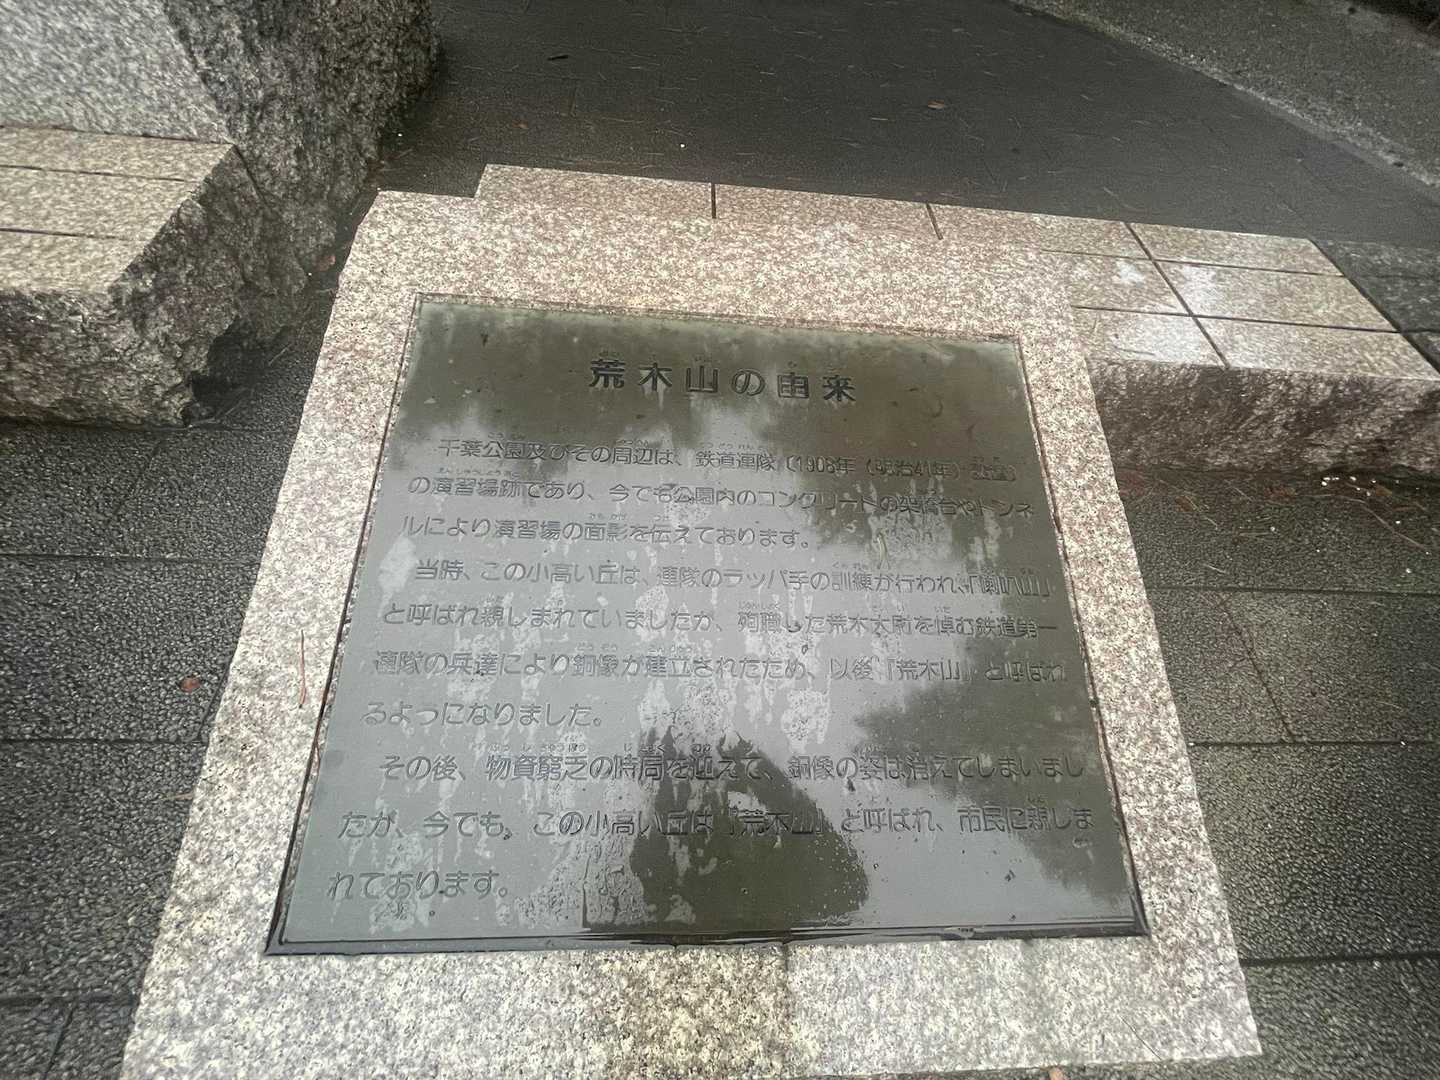 荒木山の由来
千葉公園及びその周辺は、鉄道連隊（1908年（明治41年）
の演習場跡であり、今でも公園内のコンクリートの架橋台やトンネ
ルにより演習場の面影を伝えております。
当時、この小高い丘は、連隊のラッパ手の訓練が行われ、「喇叭山」
と呼ばれ親しまれていましたが、殉職した荒木大尉を悼む鉄道第一
連隊の兵達により銅像が建立されたため、以後「荒木山」と呼ばれ
るようになりました。
その後、物資窮乏の時局を迎えて、銅像の姿は消えてしまいまし
たが、今でも、この小高い丘は「荒木山」と呼ばれ、市民に親しま
れております。